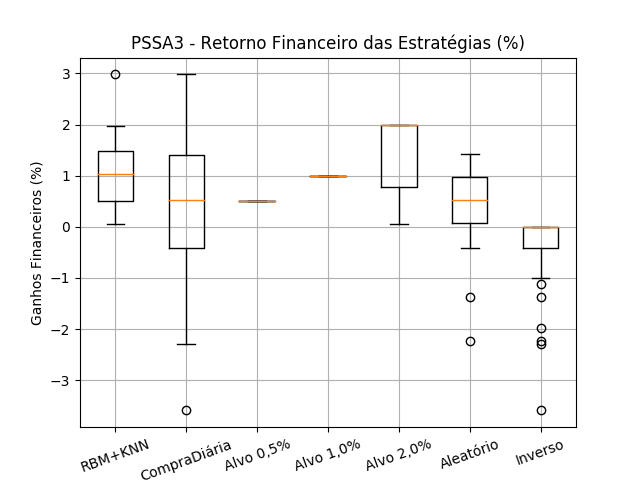 PSSA3 - Retorno Financeiro das Estratégias (%)
Ganhos Financeiros (%)
3
2
1
0
−1
−2
−3
RBM+KNN
CompraDiária
Alvo 0,5%
Alvo 1,0%
Alvo 2,0%
Aleatório
Inverso